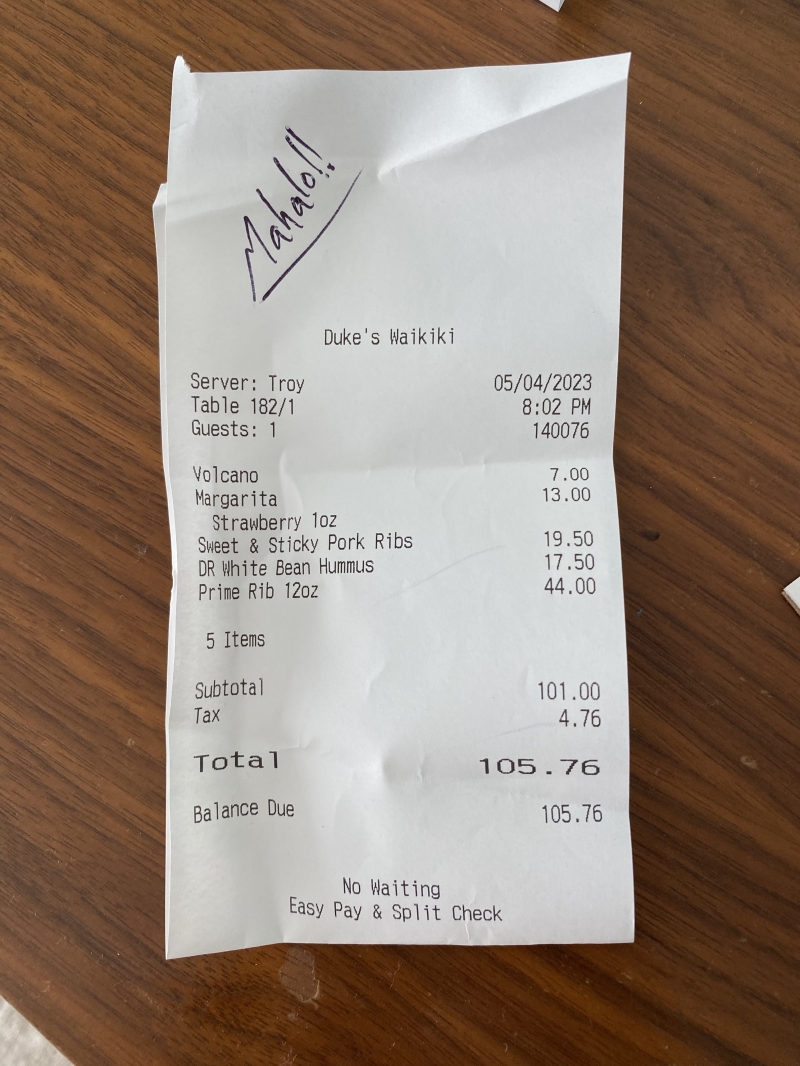 Mahalo!!
Duke's Waikiki
Server: Troy 05/04/2023
Table 182/1 8:02 PM
Guests: 1 140076
Volcano 7.00
Margarita 13.00
Strawberry 1oz
Sweet & Sticky Pork Ribs 19.50
DR White Bean Hummus 17.50
Prime Rib 12oz 44.00
5 Items
Subtotal 101.00
Tax 4.76
Total 105.76
Balance Due 105.76
No Waiting
Easy Pay & Split Check